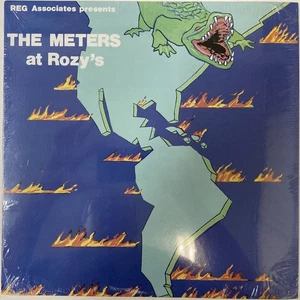 REG Associates presents
THE METERS
at Rozy's